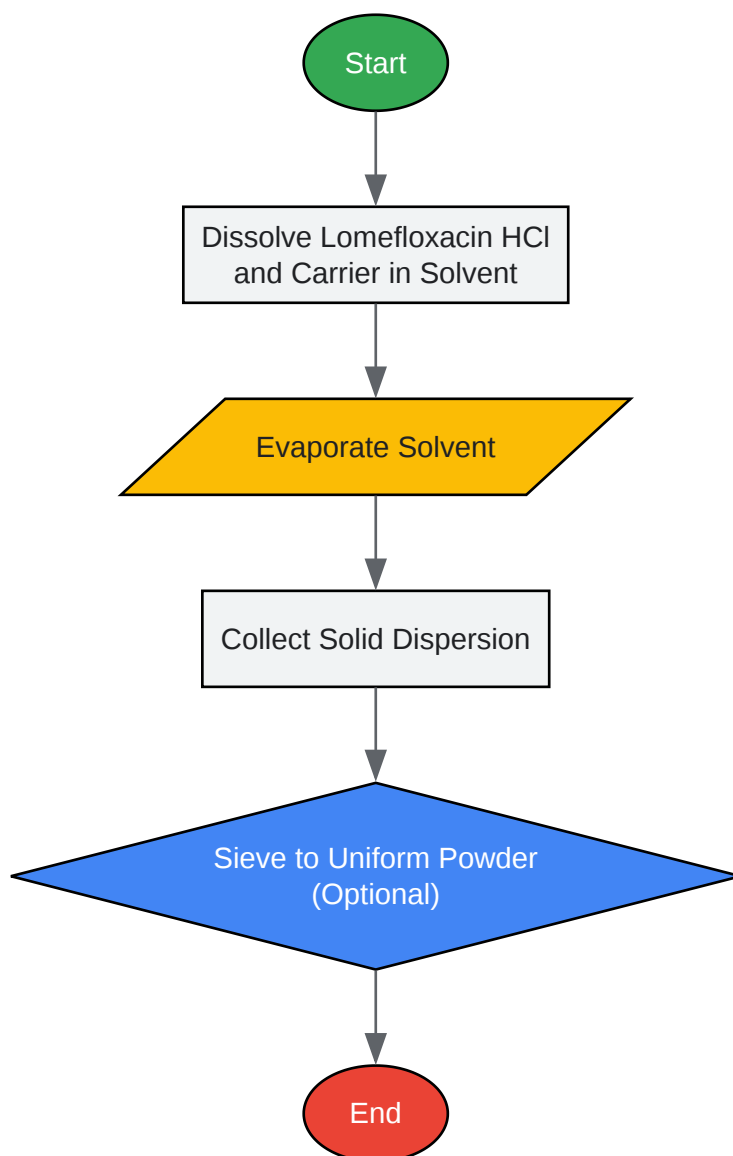 Start
Dissolve Lomefloxacin HCl
and Carrier in Solvent
Evaporate Solvent
Collect Solid Dispersion
Sieve to Uniform Powder
(Optional)
End